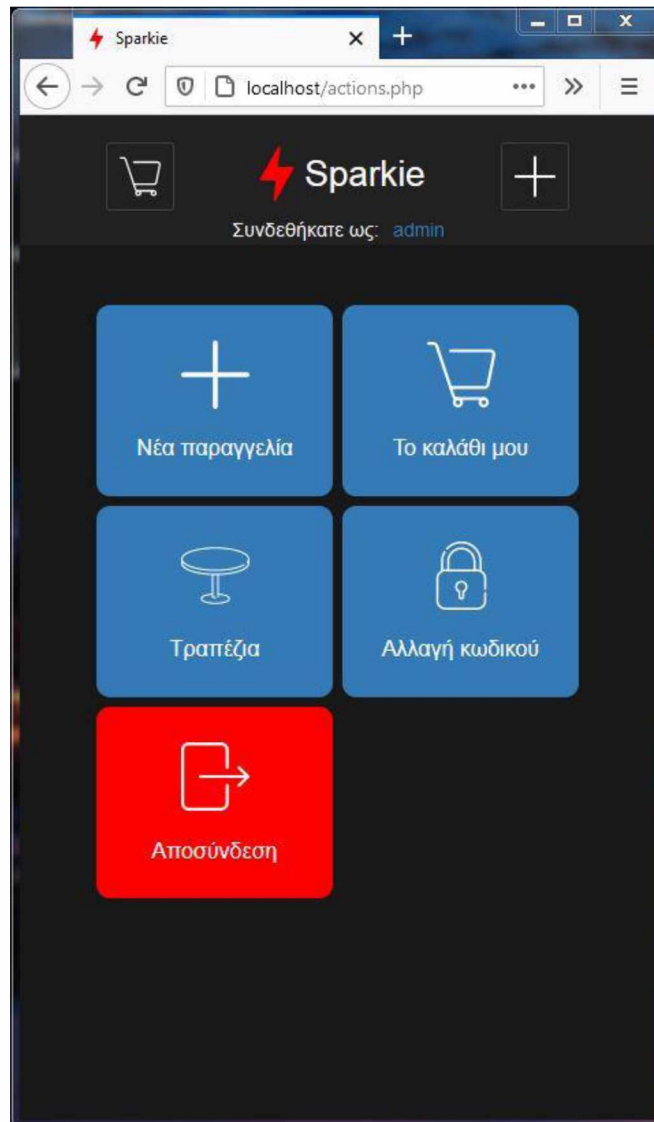 Sparkie
localhost/actions.php
Sparkie
Συνδεθήκατε ως: admin
Νέα παραγγελία
Το καλάθι μου
Τραπέζια
Αλλαγή κωδικού
Αποσύνδεση